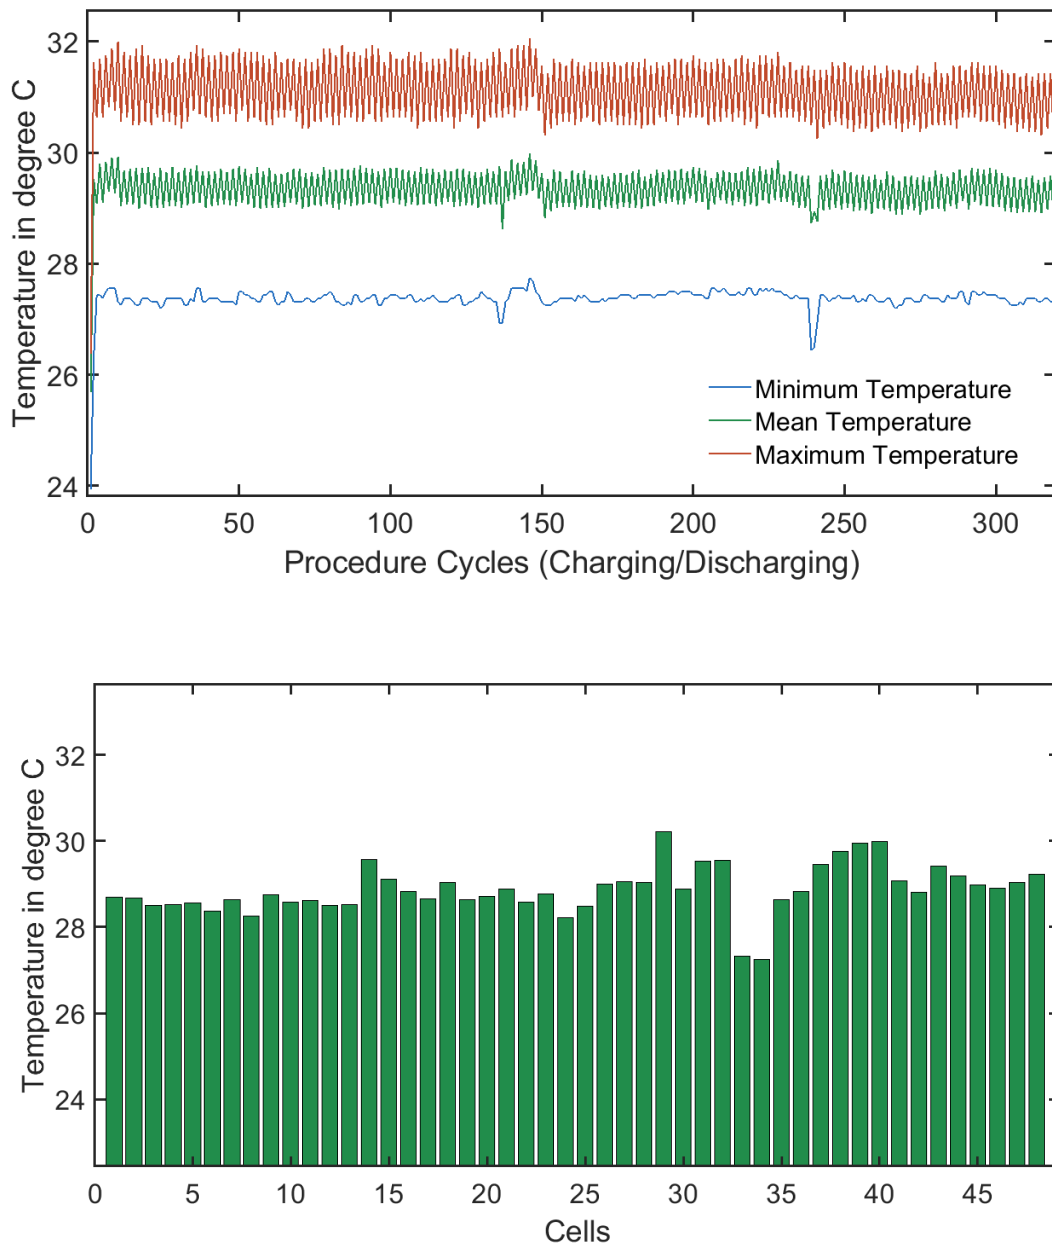 32
30
28
26
24
Temperature in degree C
Minimum Temperature
Mean Temperature
Maximum Temperature
0 50 100 150 200 250 300
Procedure Cycles (Charging/Discharging)
32
30
28
26
24
Temperature in degree C
0 5 10 15 20 25 30 35 40 45
Cells